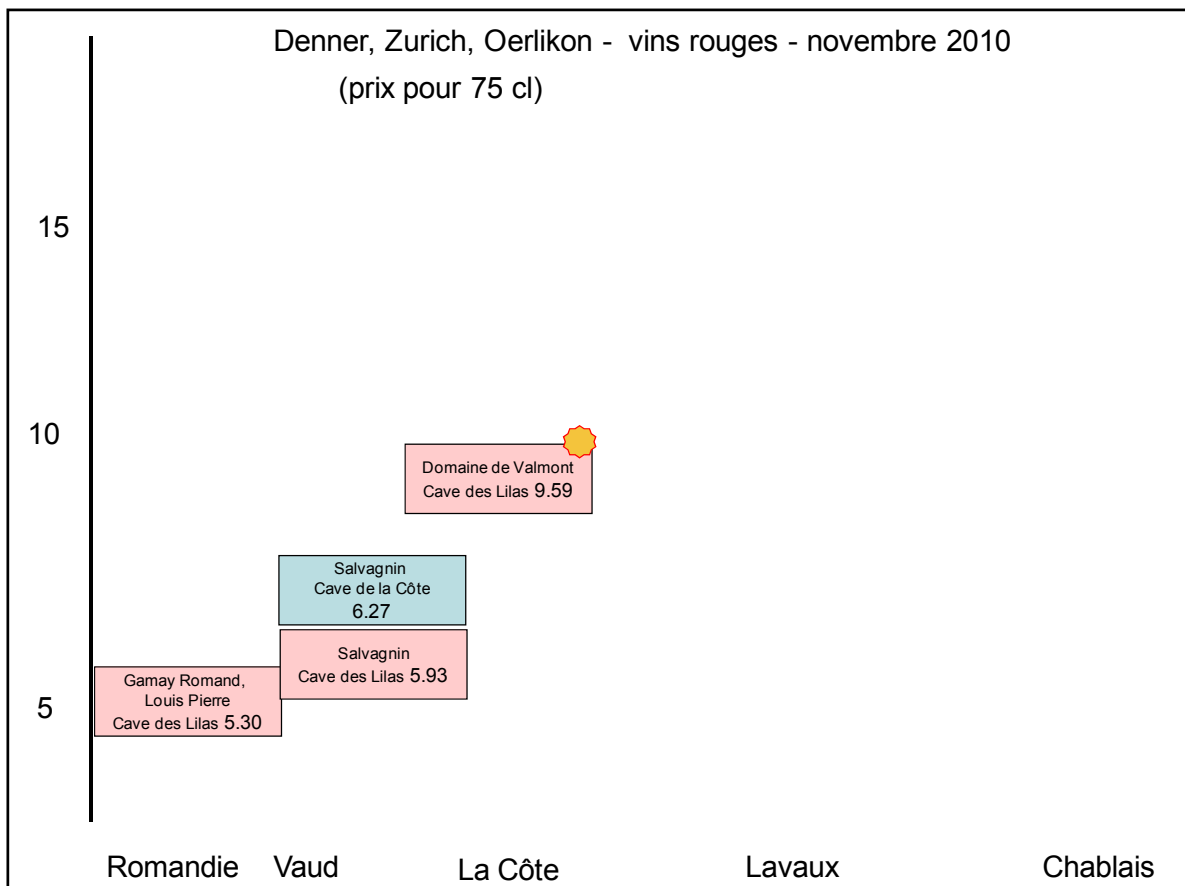 Denner, Zurich, Oerlikon - vins rouges - novembre 2010
(prix pour 75 cl)
15
10
Domaine de Valmont
Cave des Lilas 9.59
Salvagnin
Cave de la Côte
6.27
Salvagnin
Cave des Lilas 5.93
Gamay Romand,
Louis Pierre
Cave des Lilas 5.30
5
Romandie Vaud La Côte Lavaux Chablais